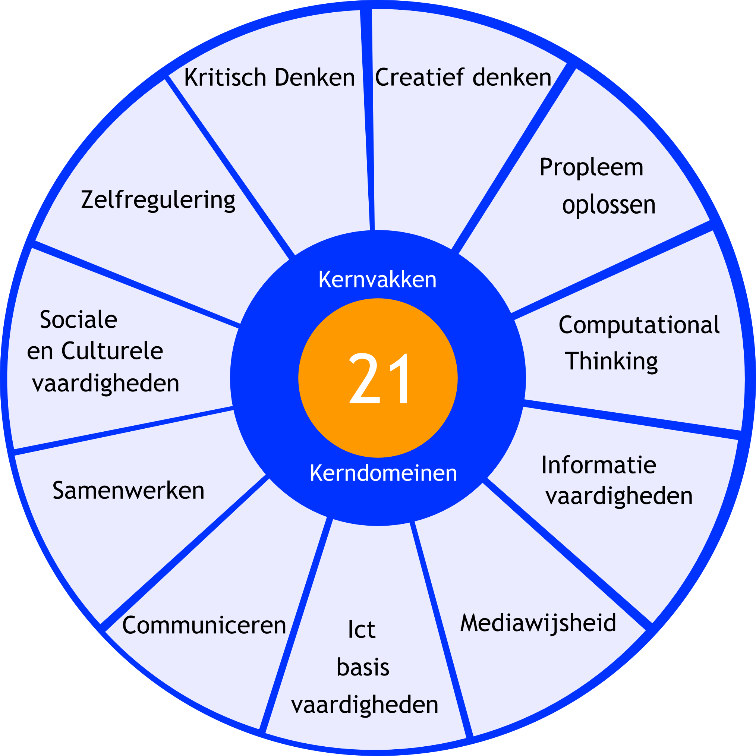 Kritisch Denken
Creatief denken
Propleem
oplossen
Computational
Thinking
Informatie
vaardigheden
Mediawijsheid
Ict
basis
vaardigheden
Communiceren
Samenwerken
Sociale
en Culturele
vaardigheden
Zelfregulering
Kernvakken
21
Kerndomeinen